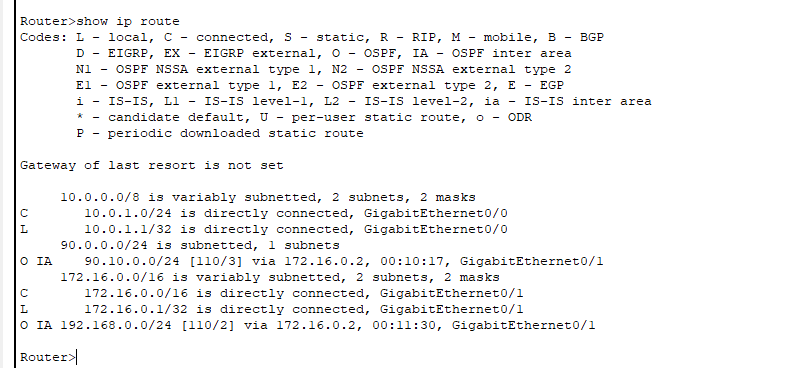 Router>show ip route
Codes: L - local, C - connected, S - static, R - RIP, M - mobile, B - BGP
       D - EIGRP, EX - EIGRP external, O - OSPF, IA - OSPF inter area
       N1 - OSPF NSSA external type 1, N2 - OSPF NSSA external type 2
       E1 - OSPF external type 1, E2 - OSPF external type 2, E - EGP
       i - IS-IS, L1 - IS-IS level-1, L2 - IS-IS level-2, ia - IS-IS inter area
       * - candidate default, U - per-user static route, o - ODR
       P - periodic downloaded static route

Gateway of last resort is not set

     10.0.0.0/8 is variably subnetted, 2 subnets, 2 masks
C       10.0.1.0/24 is directly connected, GigabitEthernet0/0
L       10.0.1.1/32 is directly connected, GigabitEthernet0/0
     90.0.0.0/24 is subnetted, 1 subnets
O IA    90.10.0.0/24 [110/3] via 172.16.0.2, 00:10:17, GigabitEthernet0/1
     172.16.0.0/16 is variably subnetted, 2 subnets, 2 masks
C       172.16.0.0/16 is directly connected, GigabitEthernet0/1
L       172.16.0.1/32 is directly connected, GigabitEthernet0/1
O IA 192.168.0.0/24 [110/2] via 172.16.0.2, 00:11:30, GigabitEthernet0/1

Router>